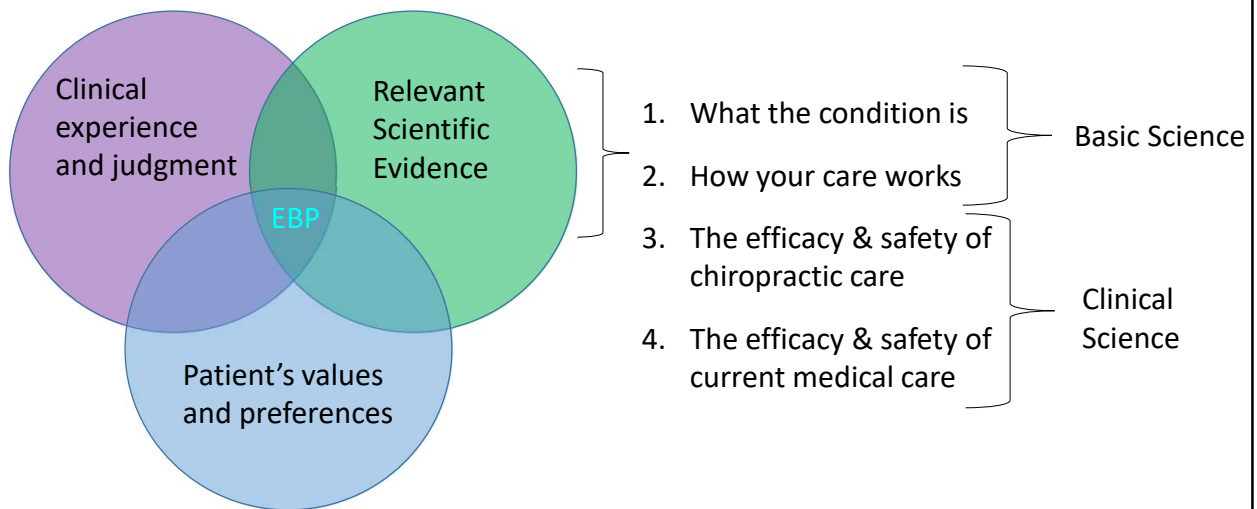 Clinical
experience
and judgment
Relevant
Scientific
Evidence
EBP
Patient’s values
and preferences
1. What the condition is
2. How your care works
3. The efficacy & safety of
chiropractic care
4. The efficacy & safety of
current medical care
Basic Science
Clinical
Science